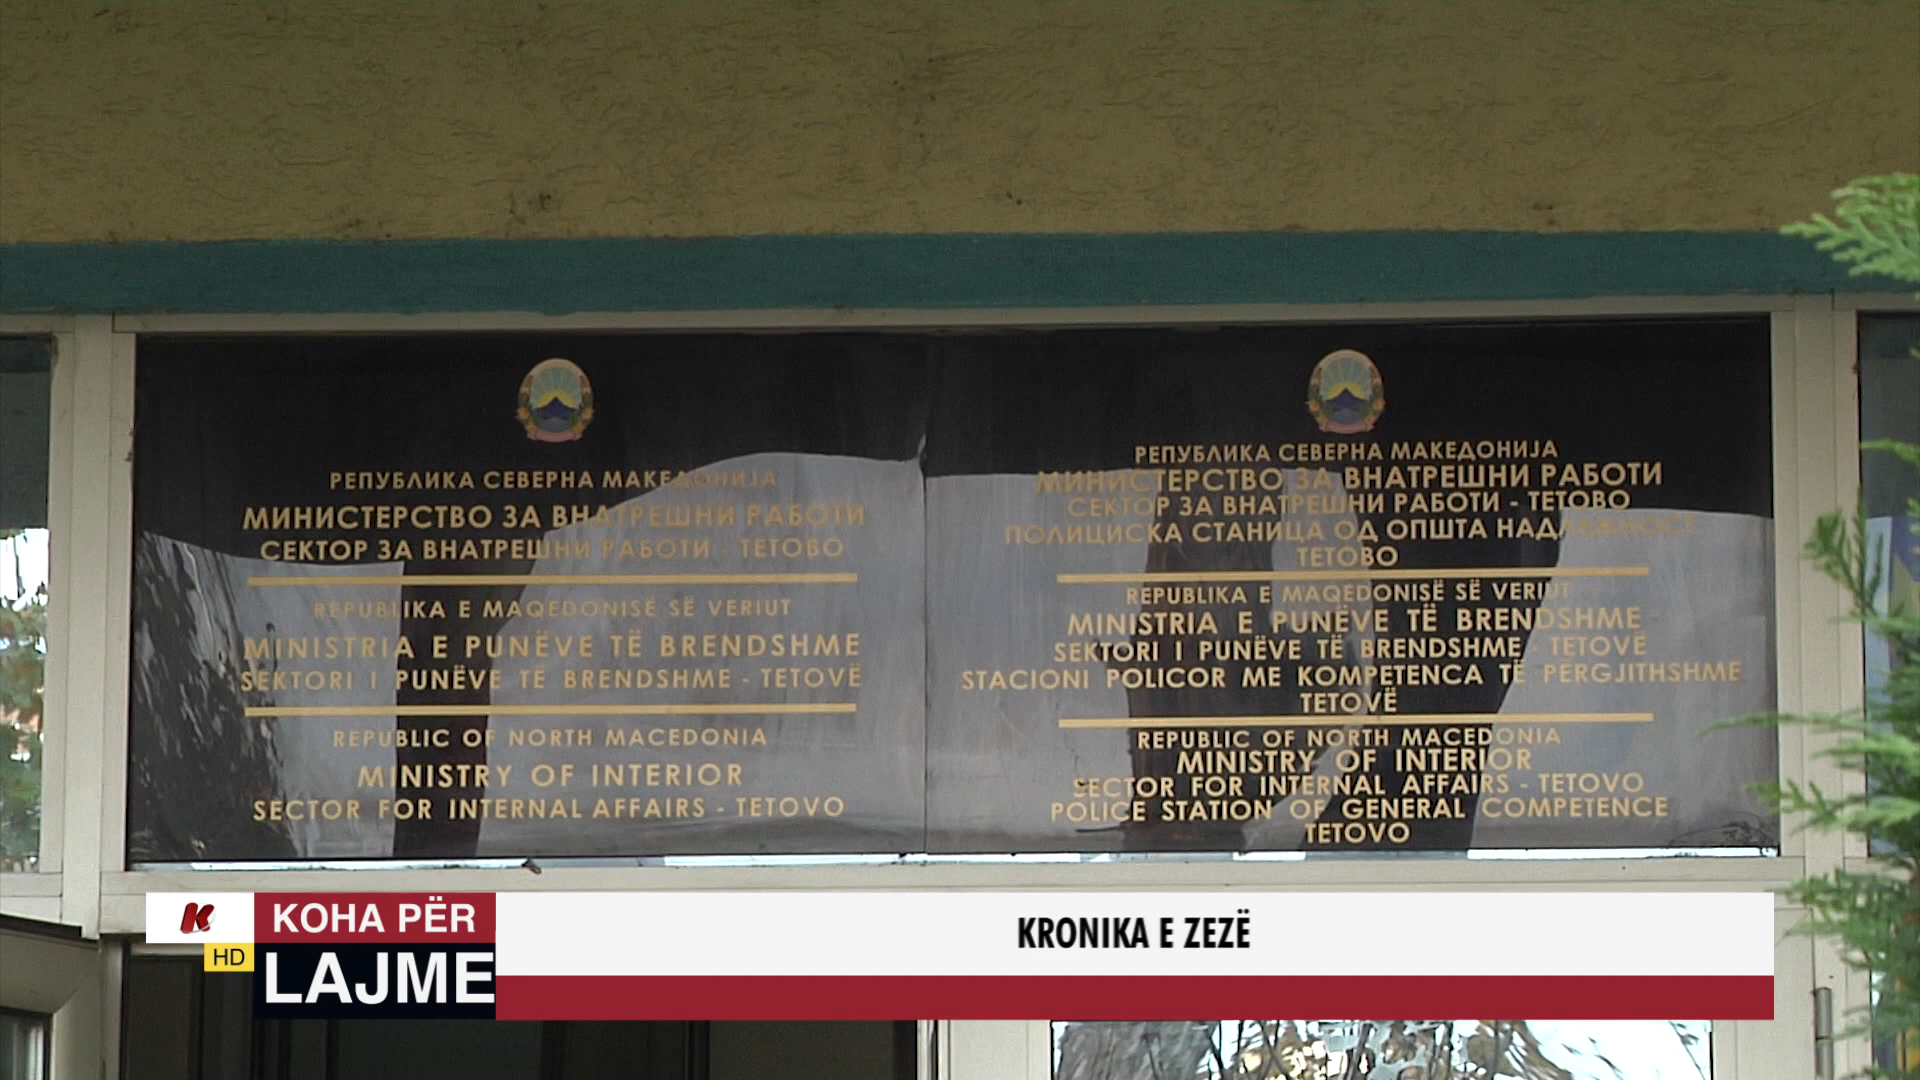 РЕПУБЛИКА СЕВЕРНА МАКЕДОНИЈА
МИНИСТЕРСТВО ЗА ВНАТРЕШНИ РАБОТИ
СЕКТОР ЗА ВНАТРЕШНИ РАБОТИ - ТЕТОВО
REPUBLIKA E MAQEDONISË SË VERIUT
MINISTRIA E PUNËVE TË BRENDSHME
SEKTORI I PUNËVE TË BRENDSHME - TETOVË
REPUBLIC OF NORTH MACEDONIA
MINISTRY OF INTERIOR
SECTOR FOR INTERNAL AFFAIRS - TETOVO
РЕПУБЛИКА СЕВЕРНА МАКЕДОНИЈА
МИНИСТЕРСТВО ЗА ВНАТРЕШНИ РАБОТИ
СЕКТОР ЗА ВНАТРЕШНИ РАБОТИ - ТЕТОВО
ПОЛИЦИСКА СТАНИЦА ОД ОПШТА НАДЛЕЖНОСТ
ТЕТОВО
REPUBLIKA E MAQEDONISË SË VERIUT
MINISTRIA E PUNËVE TË BRENDSHME
SEKTORI I PUNËVE TË BRENDSHME - TETOVË
STACIONI POLICOR ME KOMPETENCA TË PËRGJITHSHME
TETOVË
REPUBLIC OF NORTH MACEDONIA
MINISTRY OF INTERIOR
SECTOR FOR INTERNAL AFFAIRS - TETOVO
POLICE STATION OF GENERAL COMPETENCE
TETOVO
K
HD
KOHA PËR
LAJME
KRONIKA E ZEZË